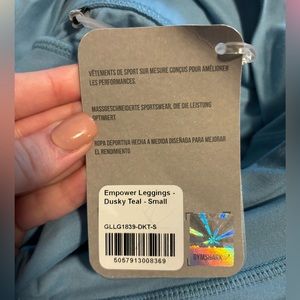 VÊTEMENTS DE SPORT SUR MESURE CONÇUS POUR AMÉLIORER
LES PERFORMANCES.
MASSGESCHNEIDERTE SPORTSWEAR, DIE DIE LEISTUNG
OPTIMIERT
ROPA DEPORTIVA HECHA A MEDIDA DISEÑADA PARA MEJORAR
EL RENDIMIENTO
Empower Leggings -
Dusky Teal - Small
GLLG1839-DKT-S
5057913008369
GYMSHARK